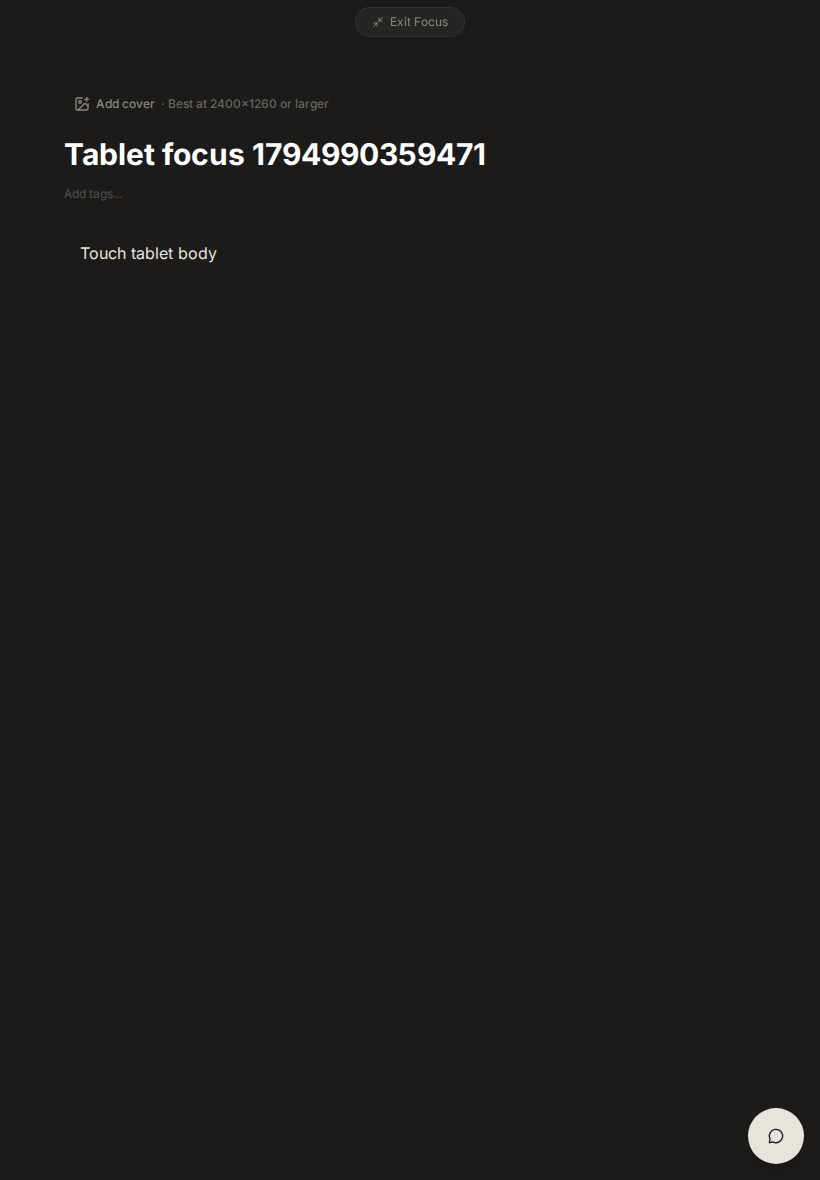 Exit Focus
Add cover · Best at 2400×1260 or larger
Tablet focus 1794990359471
Add tags...
Touch tablet body